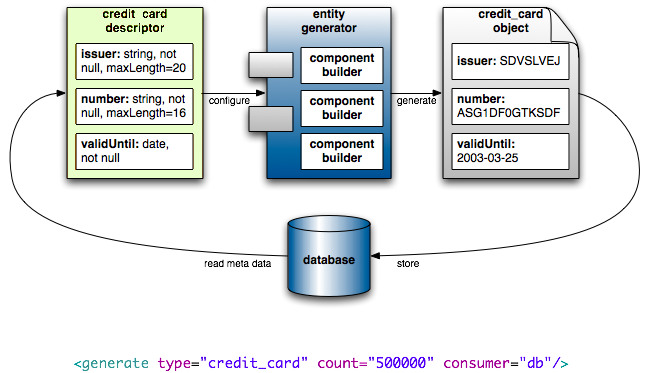 credit_card
descriptor
issuer: string, not
null, maxLength=20
number: string, not
null, maxLength=16
validUntil: date,
not null
configure
entity
generator
component
builder
component
builder
component
builder
generate
credit_card
object
issuer: SDVSLVEJ
number:
ASG1DF0GTKSDF
validUntil:
2003-03-25
read meta data
database
store
<generate type="credit_card" count="500000" consumer="db"/>